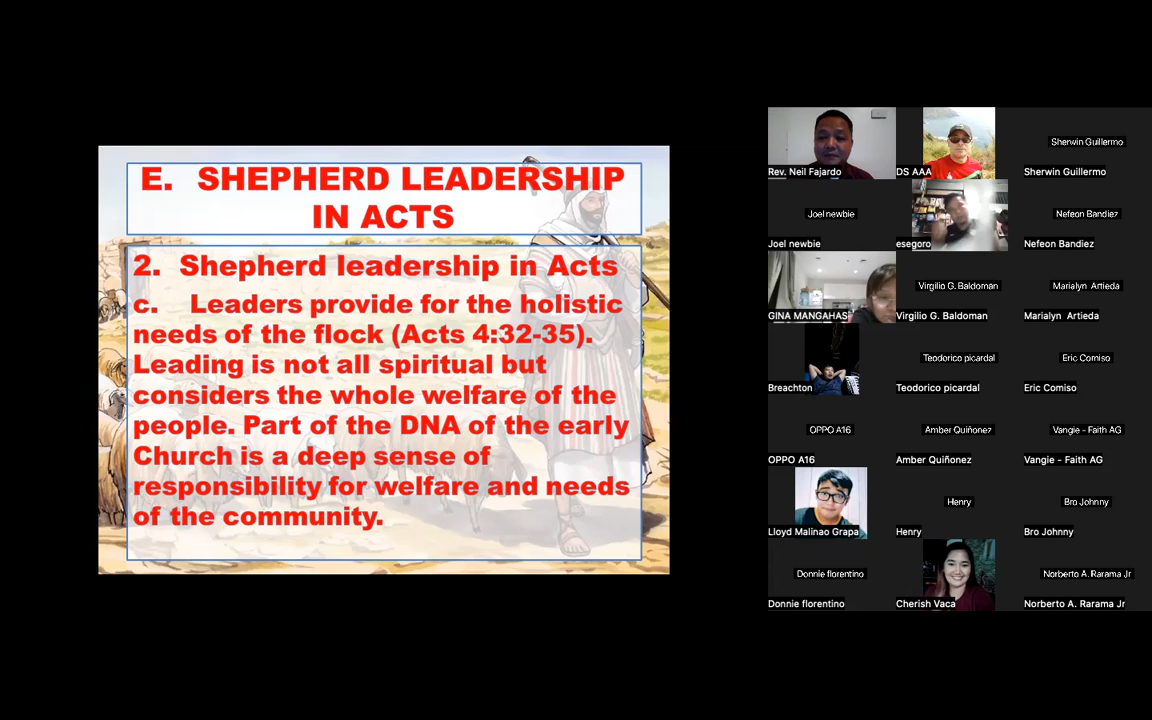 E. SHEPHERD LEADERSHIP
IN ACTS
2. Shepherd leadership in Acts
c. Leaders provide for the holistic
needs of the flock (Acts 4:32-35).
Leading is not all spiritual but
considers the whole welfare of the
people. Part of the DNA of the early
Church is a deep sense of
responsibility for welfare and needs
of the community.
Rev. Neil Fajardo
DS AAA
Sherwin Guillermo
Sherwin Guillermo
Joel newbie
Joel newbie
esegoro
Nefeon Bandiez
Nefeon Bandiez
GINA MANGAHAS
Virgilio G. Baldoman
Virgilio G. Baldoman
Marialyn Artieda
Marialyn Artieda
Breachton
Teodorico picardal
Teodorico picardal
Eric Comiso
Eric Comiso
OPPO A16
OPPO A16
Amber Quiñonez
Amber Quiñonez
Vangie - Faith AG
Vangie - Faith AG
Lloyd Malinao Grapa
Henry
Henry
Bro Johnny
Bro Johnny
Donnie florentino
Donnie florentino
Cherish Vaca
Norberto A. Rarama Jr
Norberto A. Rarama Jr